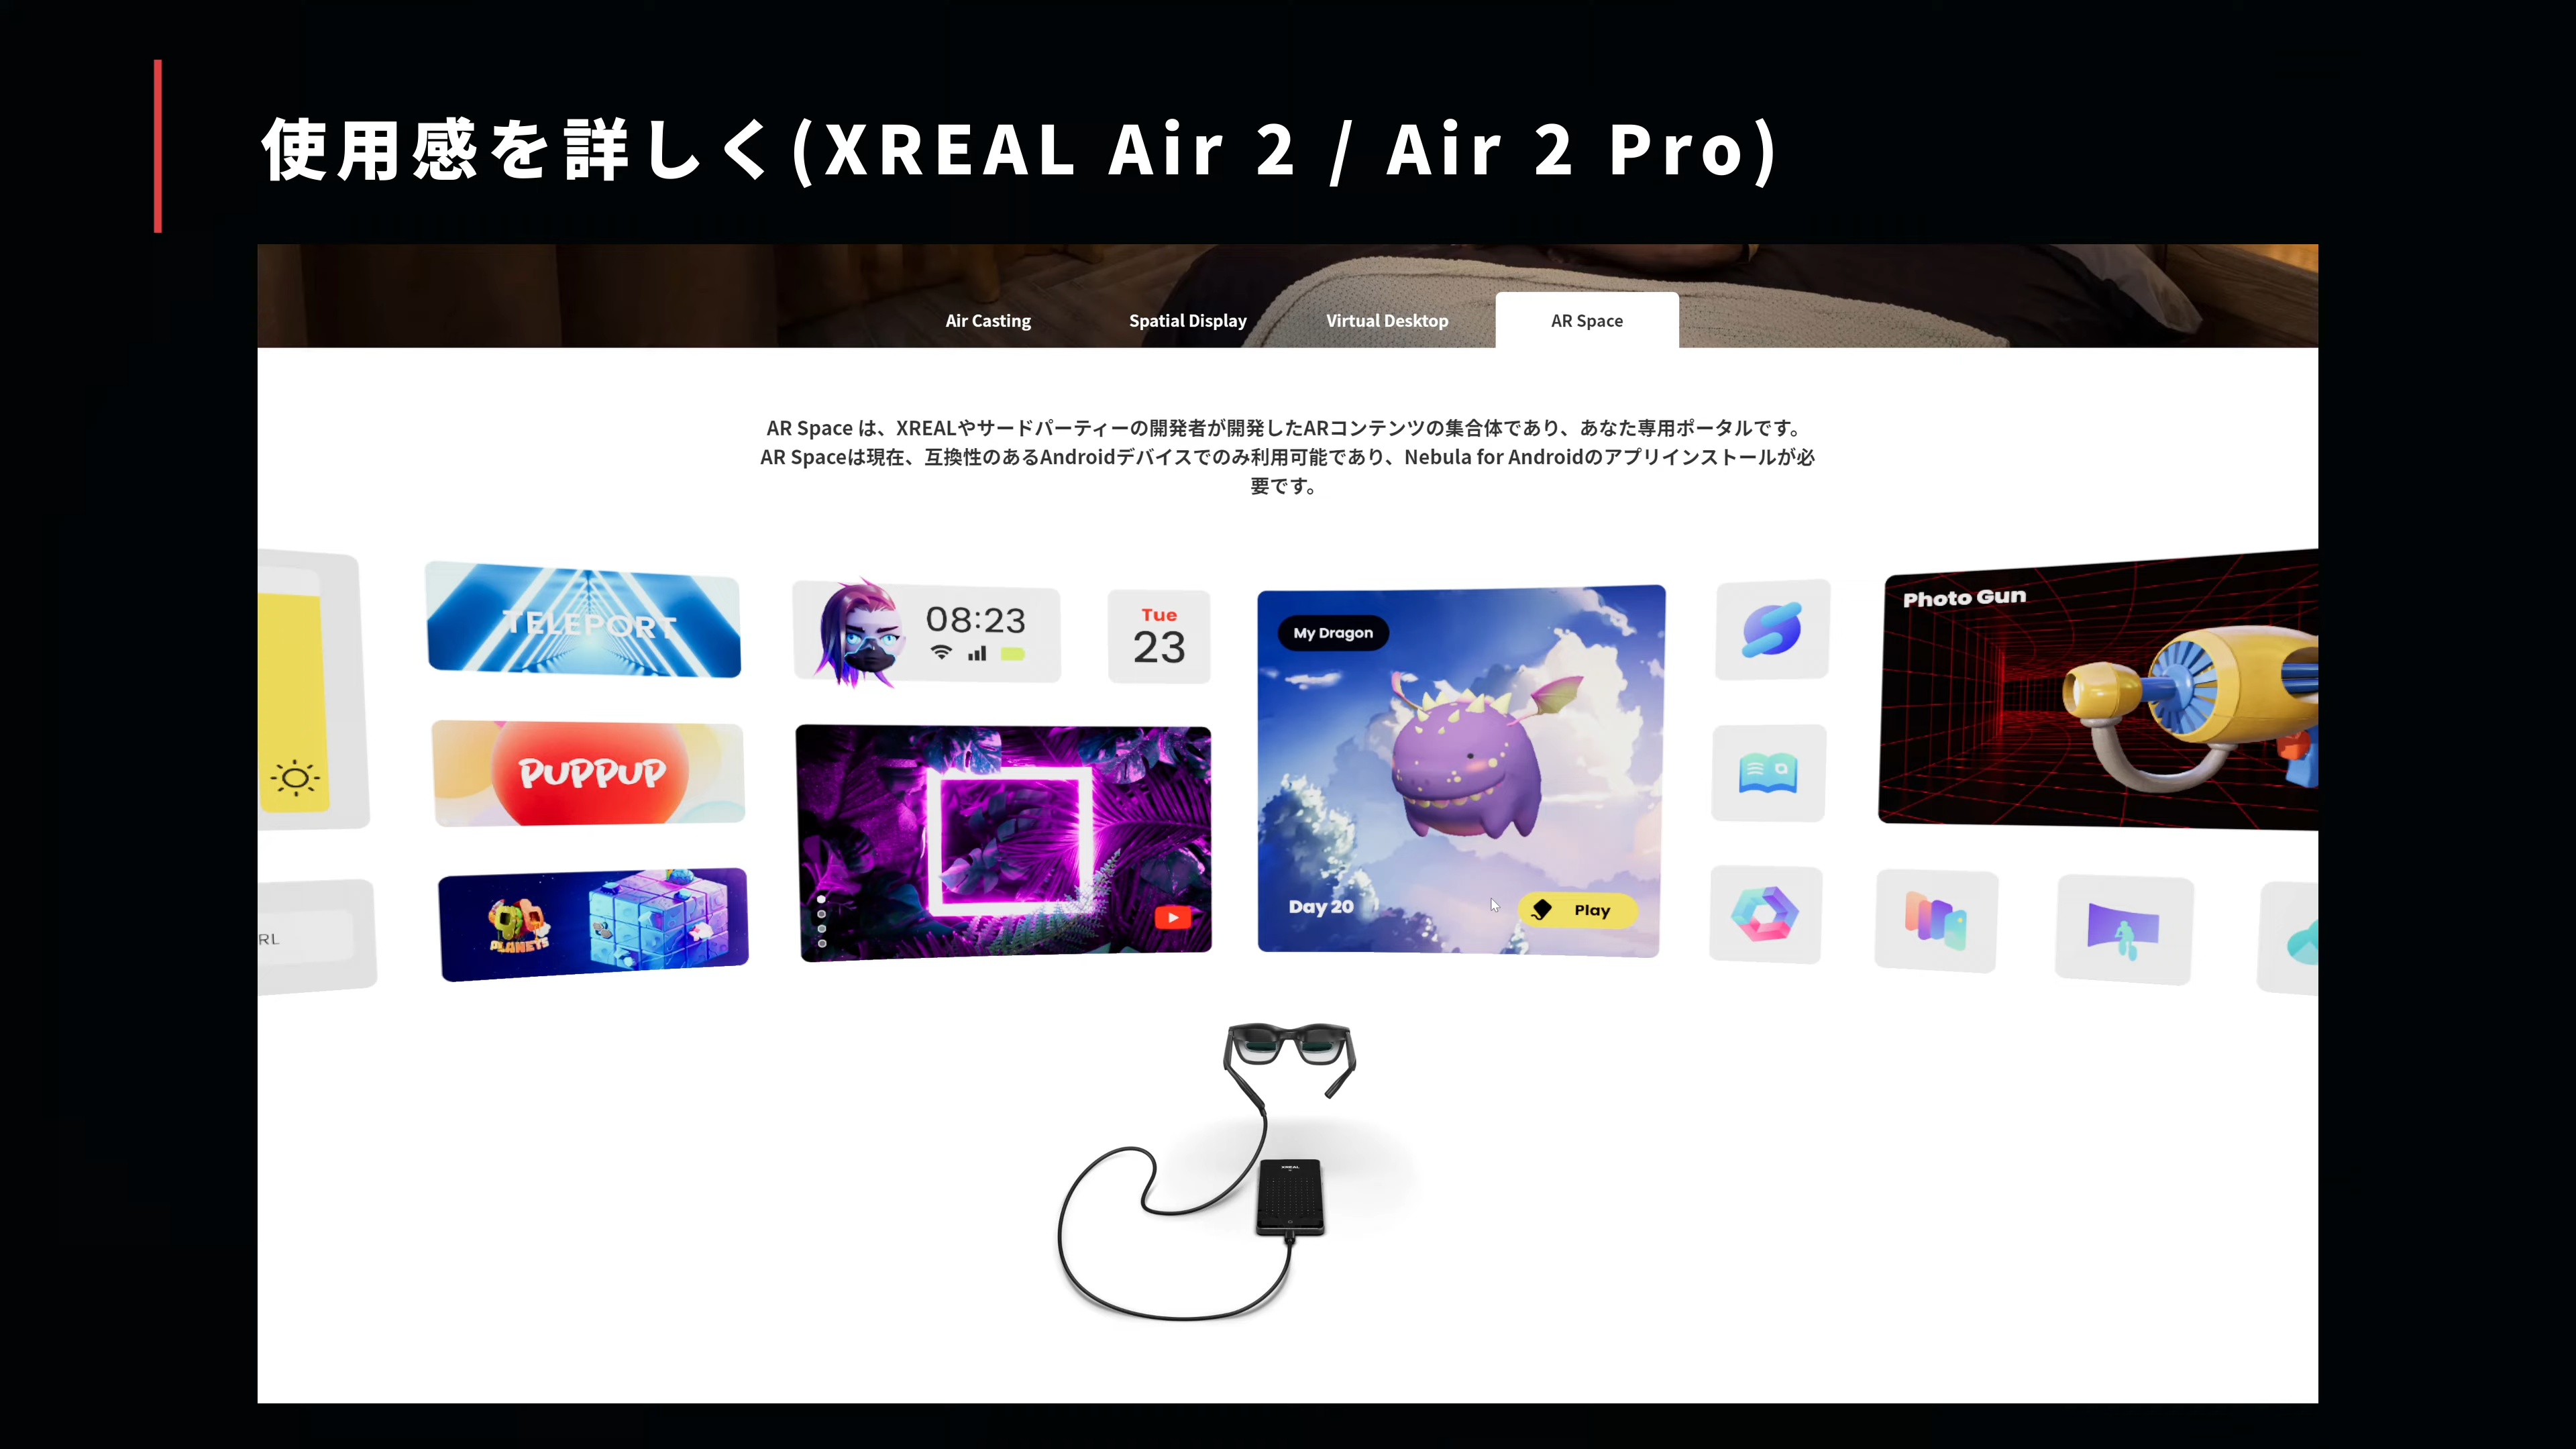 使用感を詳しく(XREAL Air 2 / Air 2 Pro)
Air Casting
Spatial Display
Virtual Desktop
AR Space
AR Space は、XREALやサードパーティーの開発者が開発したARコンテンツの集合体であり、あなた専用ポータルです。
AR Spaceは現在、互換性のあるAndroidデバイスでのみ利用可能であり、Nebula for Androidのアプリインストールが必
要です。
TELEPORT
08:23
Tue
23
My Dragon
Photo Gun
PUPPUP
PLANETS
Day 20
Play
RL
XREAL